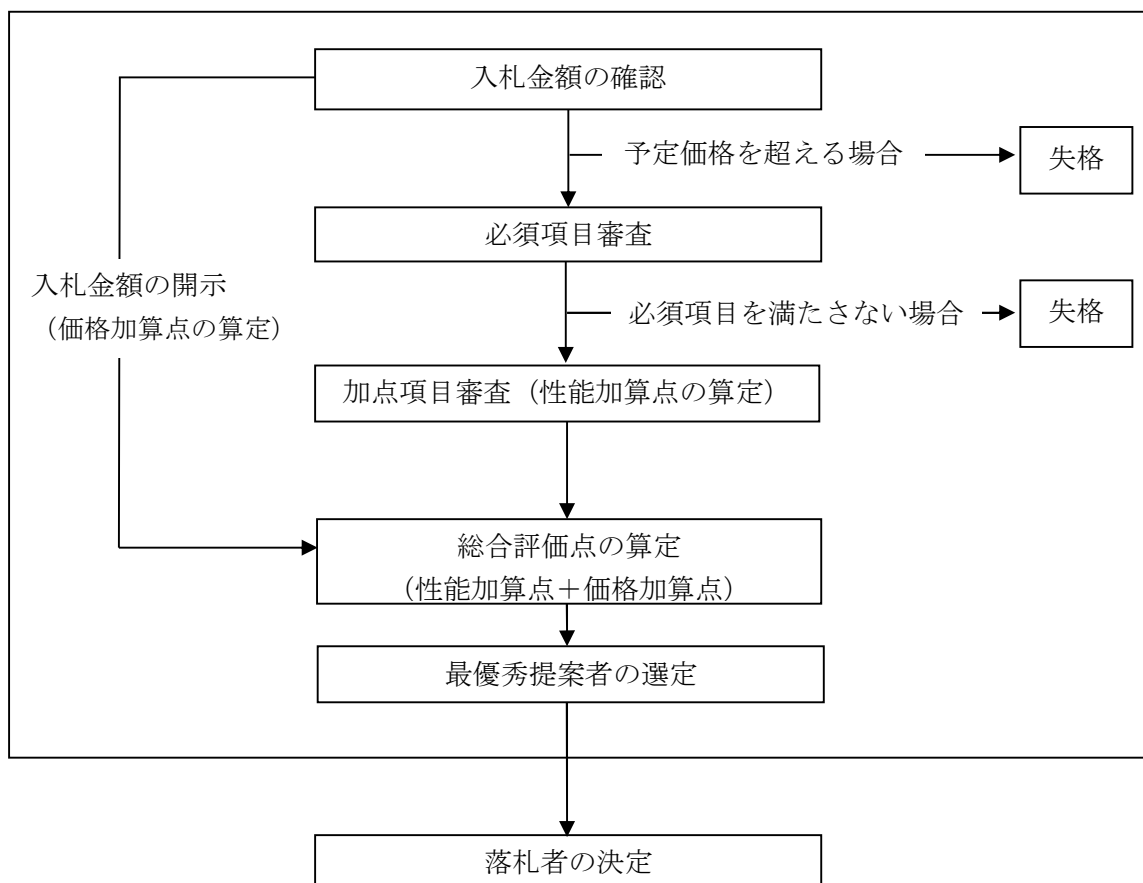 入札金額の確認
予定価格を超える場合
失格
必須項目審査
入札金額の開示
（価格加算点の算定）
必須項目を満たさない場合
失格
加点項目審査（性能加算点の算定）
総合評価点の算定
（性能加算点＋価格加算点）
最優秀提案者の選定
落札者の決定